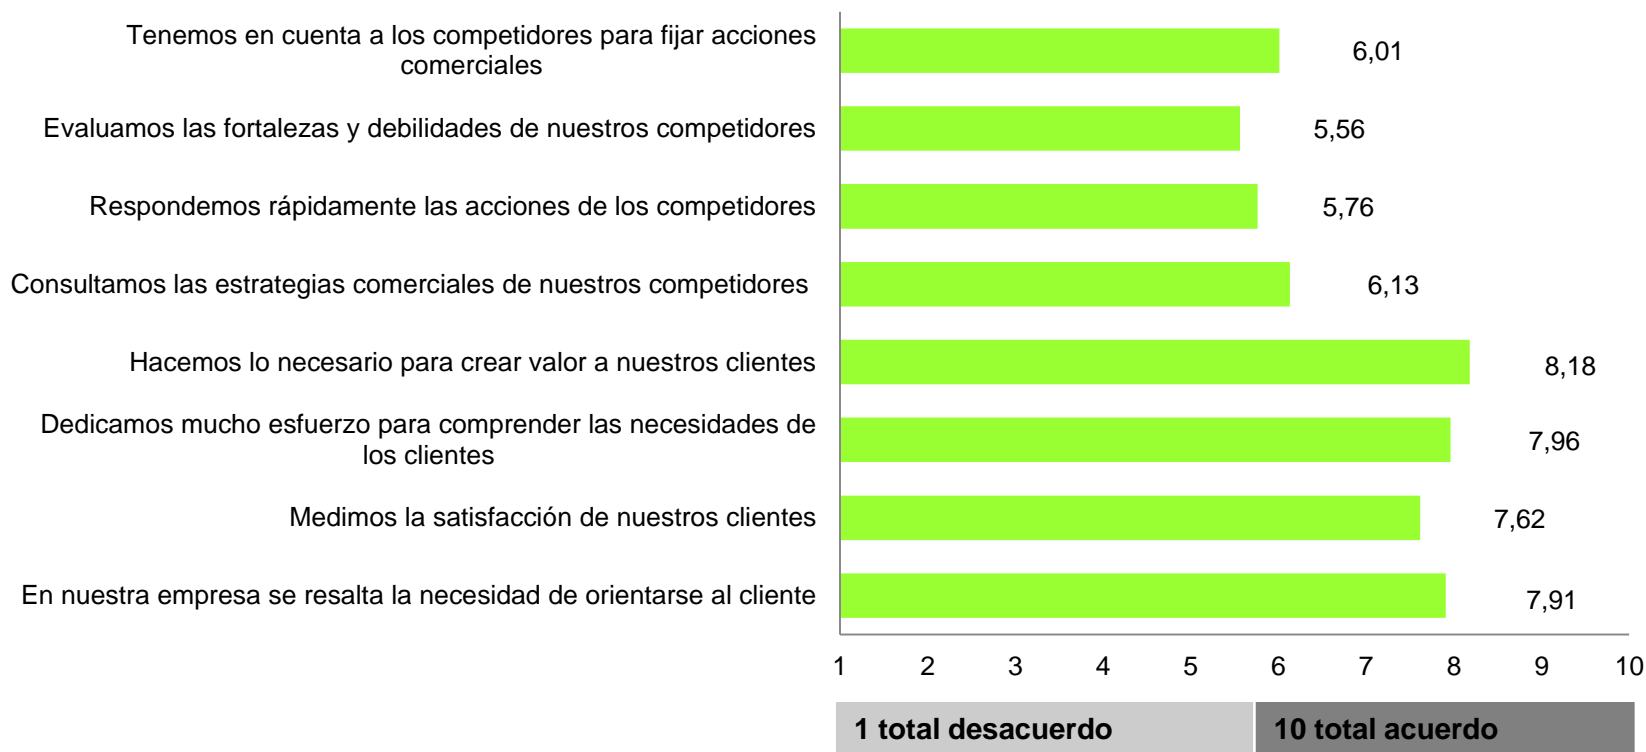 Tenemos en cuenta a los competidores para fijar acciones
comerciales
6,01
Evaluamos las fortalezas y debilidades de nuestros competidores
5,56
Respondemos rápidamente las acciones de los competidores
5,76
Consultamos las estrategias comerciales de nuestros competidores
6,13
Hacemos lo necesario para crear valor a nuestros clientes
8,18
Dedicamos mucho esfuerzo para comprender las necesidades de
los clientes
7,96
Medimos la satisfacción de nuestros clientes
7,62
En nuestra empresa se resalta la necesidad de orientarse al cliente
7,91
1 2 3 4 5 6 7 8 9 10
1 total desacuerdo
10 total acuerdo